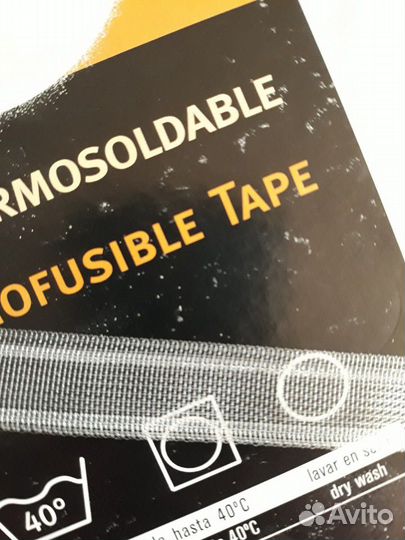 RMOSOLDABLE
OFUSIBLE TAPE
40°
hasta 40°C
40°C
lavar en
dry wash
Avito